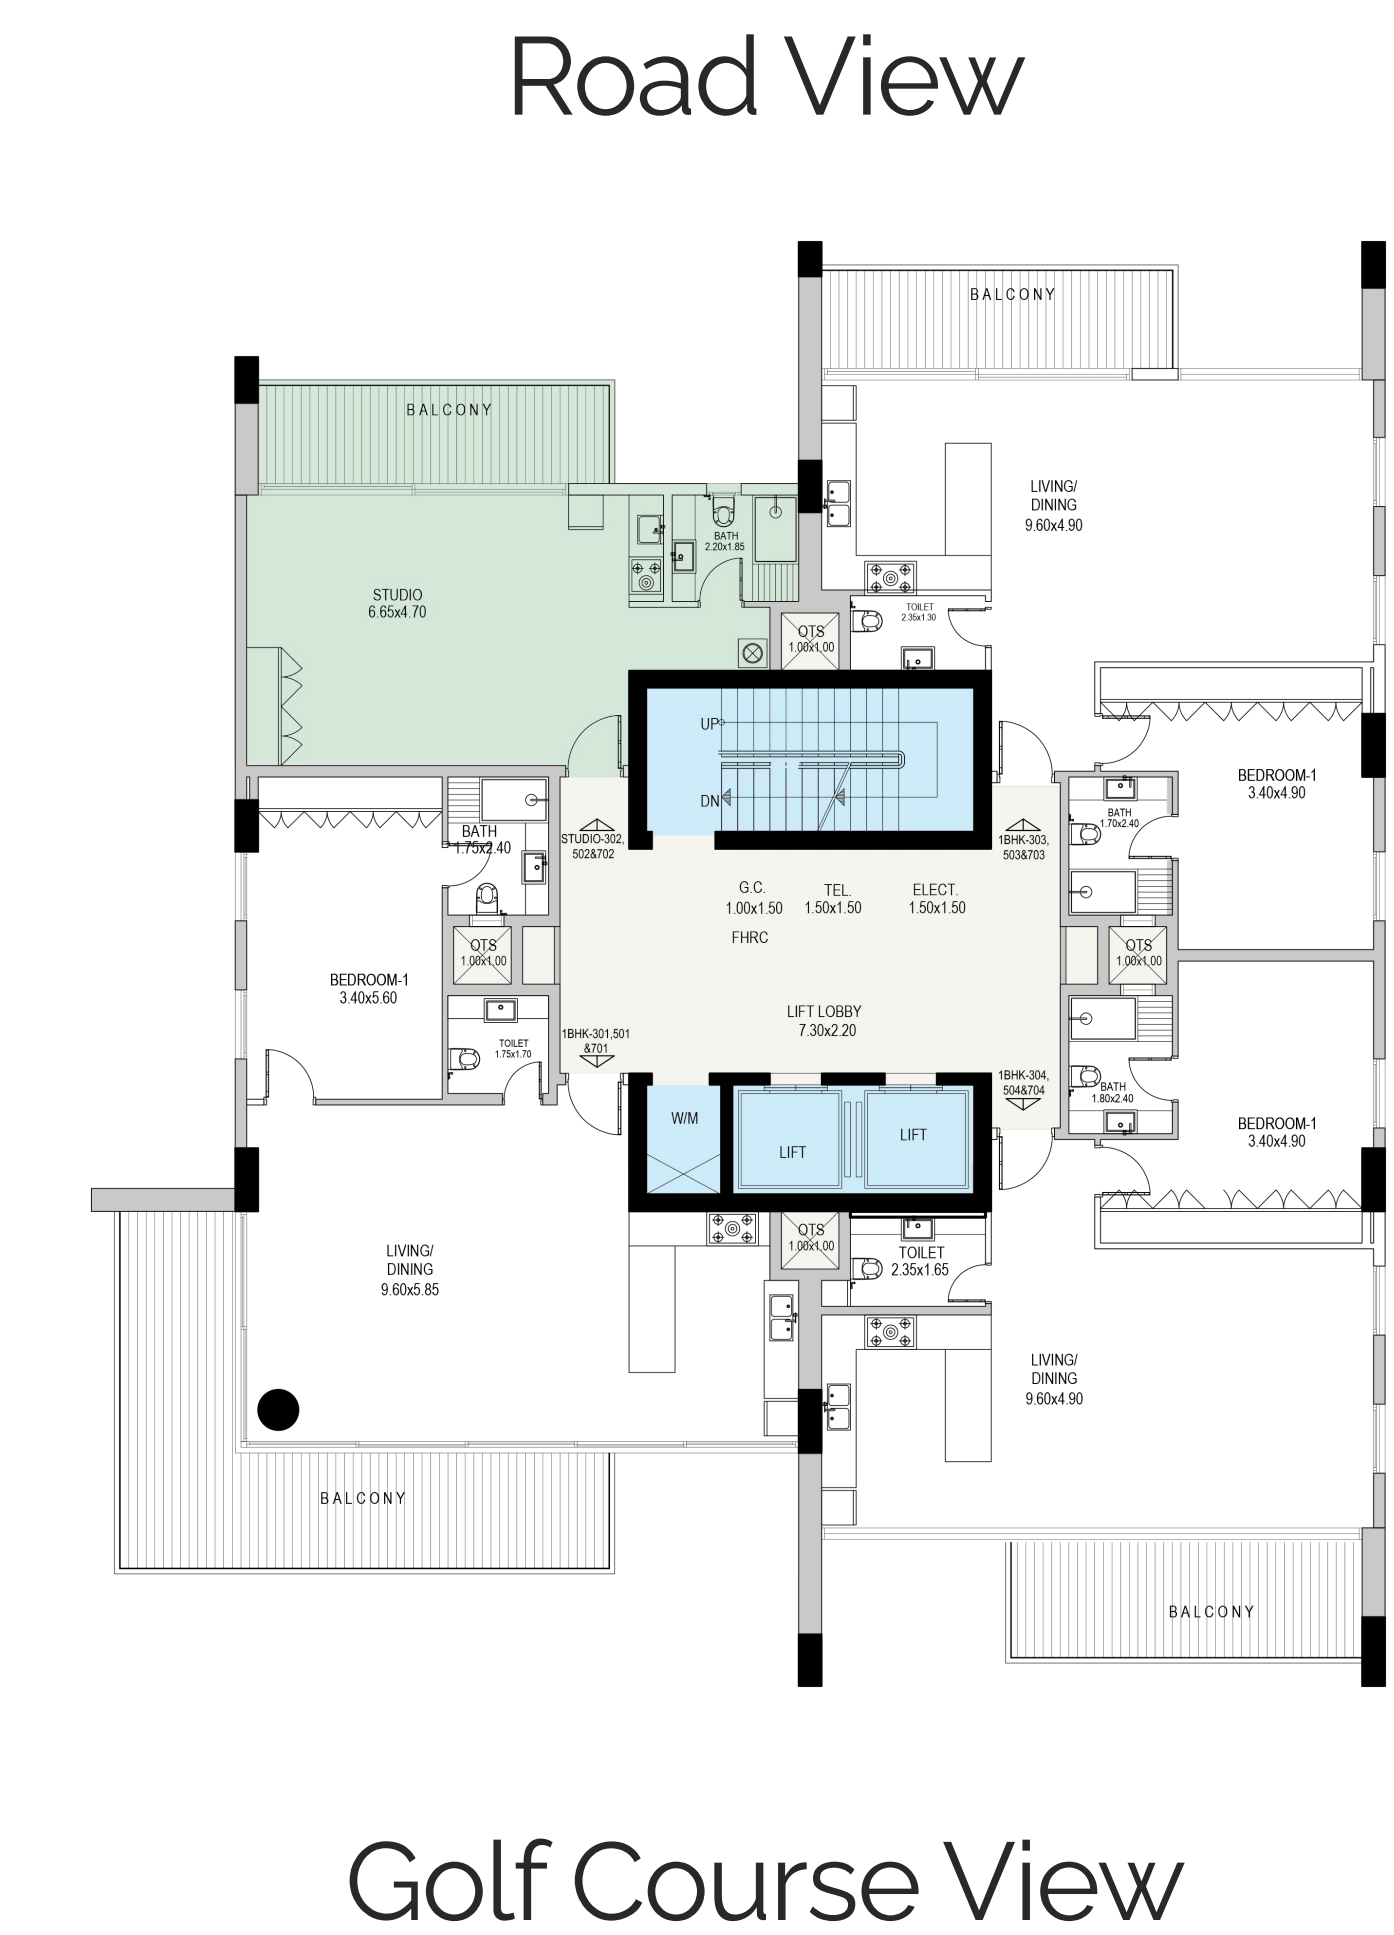 Road View
BALCONY
BALCONY
LIVING/
DINING
9.60x4.90
BATH
2.20x1.85
STUDIO
6.65x4.70
TOILET
2.35x1.30
OTS
1.00x1.00
UP
DN
BEDROOM-1
3.40x4.90
BATH
1.75x2.40
STUDIO-302,
502&702
1BHK-303,
503&703
BATH
1.70x2.40
G.C.
1.00x1.50
TEL.
1.50x1.50
ELECT.
1.50x1.50
FHRC
OTS
1.00x1.00
OTS
1.00x1.00
BEDROOM-1
3.40x5.60
LIFT LOBBY
7.30x2.20
TOILET
1.75x1.70
1BHK-301,501
&701
1BHK-304,
504&704
BATH
1.80x2.40
W/M
LIFT
LIFT
BEDROOM-1
3.40x4.90
OTS
1.00x1.00
TOILET
2.35x1.65
LIVING/
DINING
9.60x5.85
LIVING/
DINING
9.60x4.90
BALCONY
BALCONY
Golf Course View